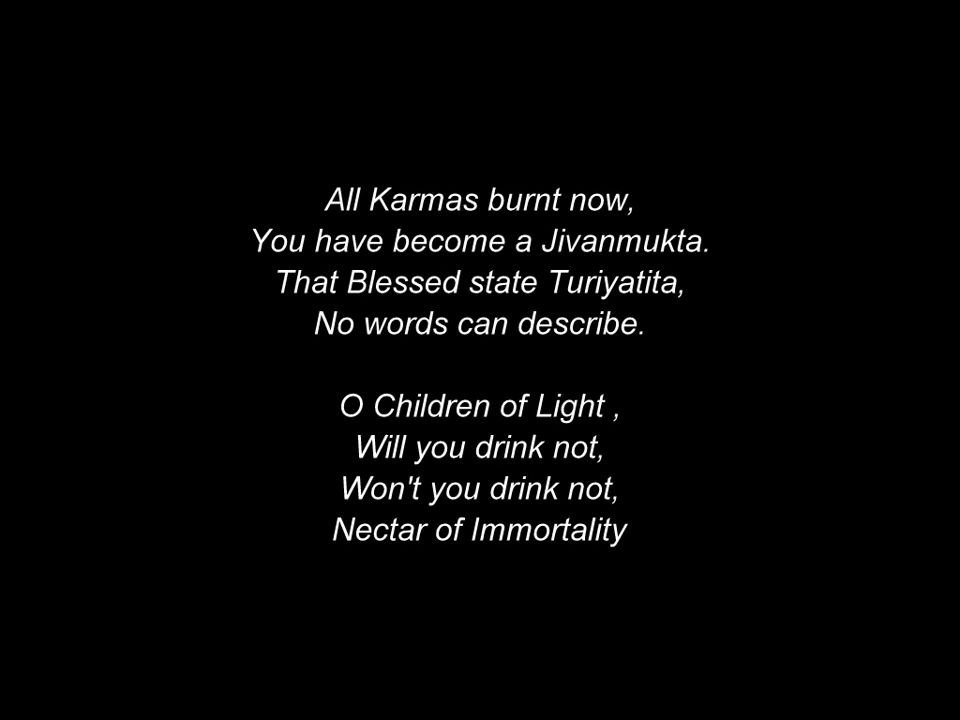 All Karmas burnt now,
You have become a Jivanmukta.
That Blessed state Turiyatita,
No words can describe.

O Children of Light ,
Will you drink not,
Won't you drink not,
Nectar of Immortality